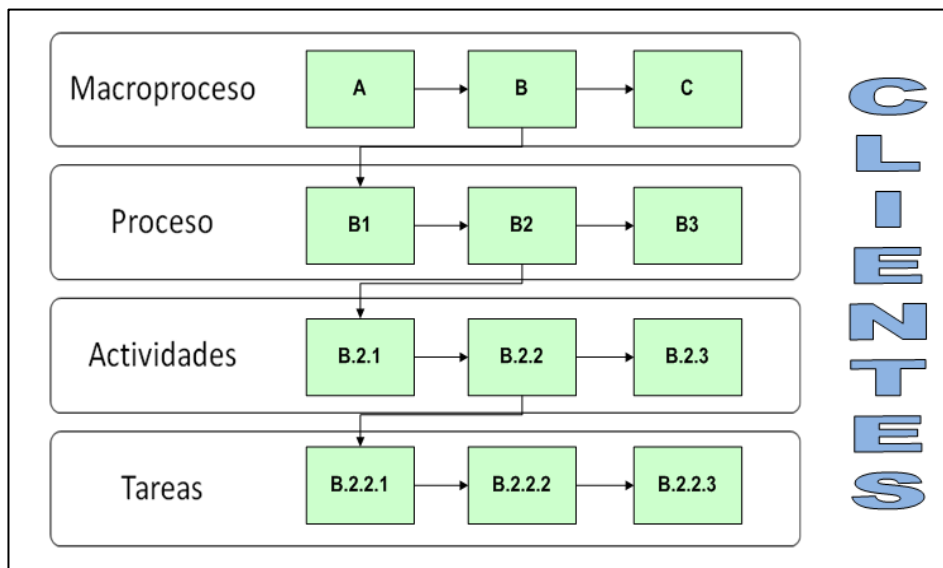 Macroproceso
A
B
C
Proceso
B1
B2
B3
Actividades
B.2.1
B.2.2
B.2.3
Tareas
B.2.2.1
B.2.2.2
B.2.2.3
CLIENTES